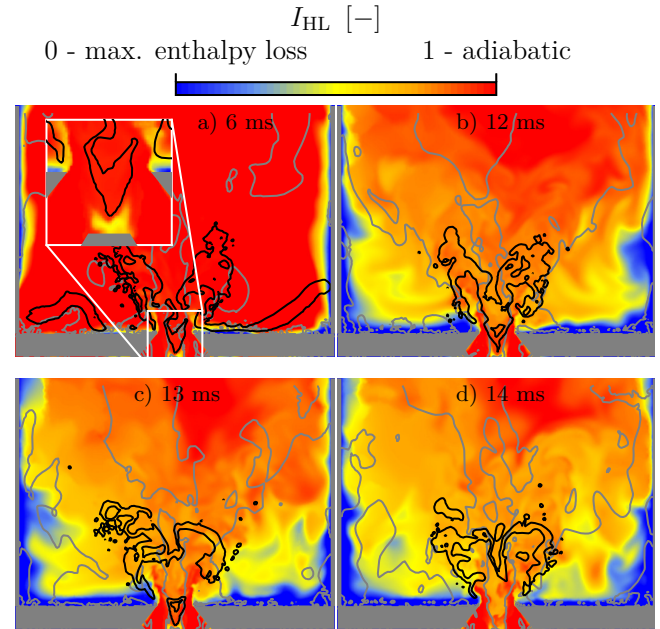 I_HL [−]
0 - max. enthalpy loss 1 - adiabatic
a) 6 ms b) 12 ms
c) 13 ms d) 14 ms